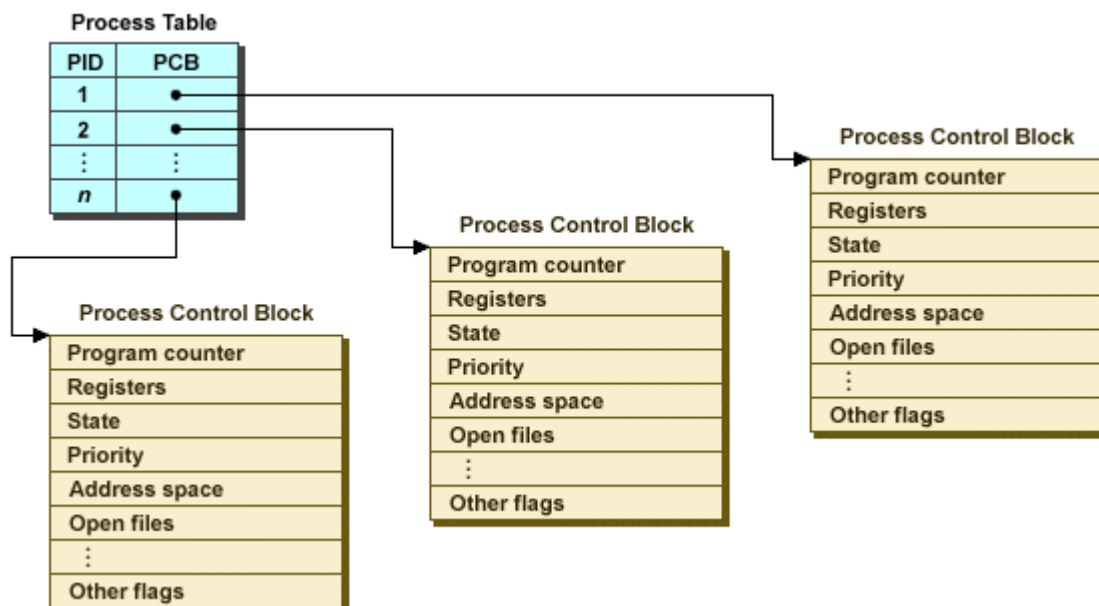 Process Table
PID PCB
1
2
⋮ ⋮
n
Process Control Block
Program counter
Registers
State
Priority
Address space
Open files
⋮
Other flags
Process Control Block
Program counter
Registers
State
Priority
Address space
Open files
⋮
Other flags
Process Control Block
Program counter
Registers
State
Priority
Address space
Open files
⋮
Other flags